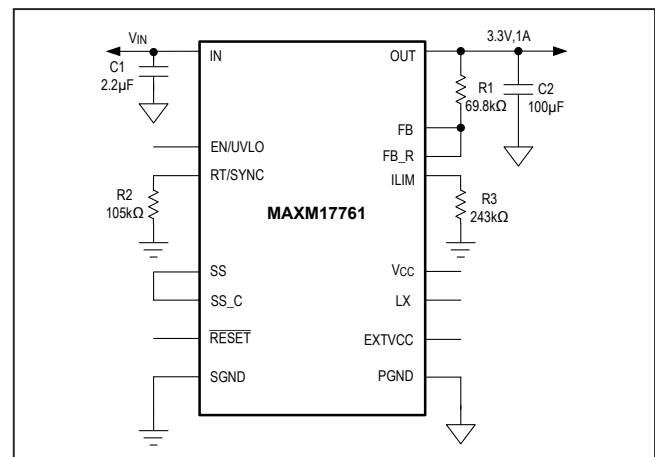 VIN
IN
OUT
3.3V,1A
C1
2.2µF
R1
69.8kΩ
C2
100µF
FB
EN/UVLO
FB_R
RT/SYNC
ILIM
R2
105kΩ
MAXM17761
R3
243kΩ
SS
VCC
SS_C
LX
RESET
EXTVCC
SGND
PGND